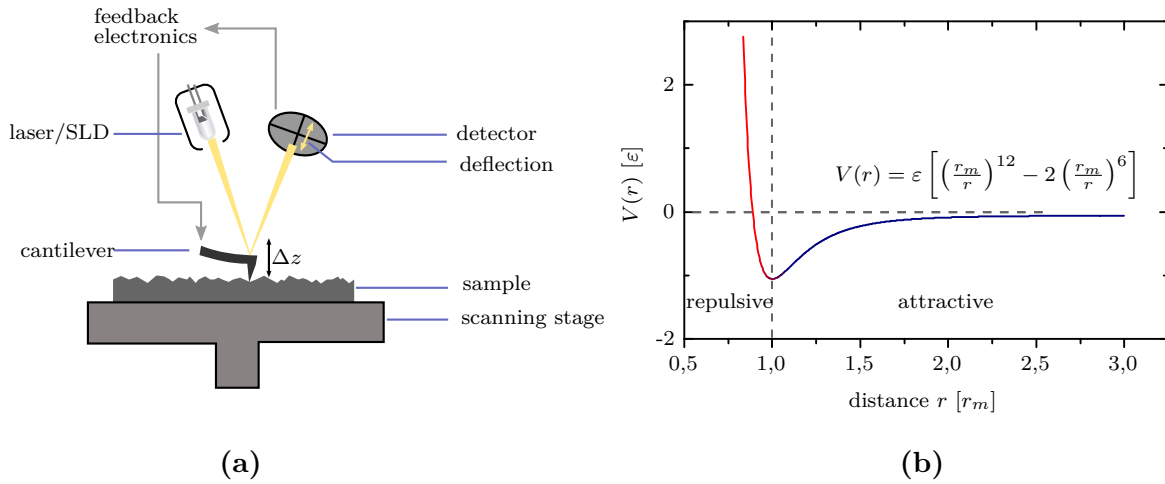 feedback
electronics
laser/SLD
detector
deflection
cantilever
Δz
sample
scanning stage
(a)
V(r) [ε]
2
0
-2
V(r) = ε [(r_m/r)^12 − 2 (r_m/r)^6]
repulsive
attractive
0,5 1,0 1,5 2,0 2,5 3,0
distance r [r_m]
(b)